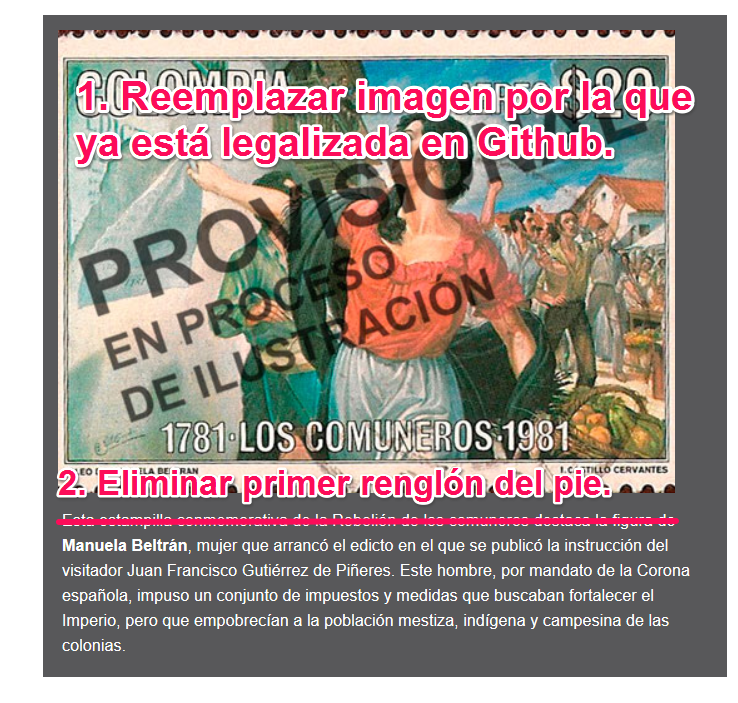 COLOMBIA $20
1. Reemplazar imagen por la que
ya está legalizada en Github.
PROVISIONAL
EN PROCESO
DE ILUSTRACIÓN
1781·LOS COMUNEROS·1981
I. CASTILLO CERVANTES
2. Eliminar primer renglón del pie.
Esta estampilla conmemorativa de la Rebelión de los comuneros destaca la figura de
Manuela Beltrán, mujer que arrancó el edicto en el que se publicó la instrucción del
visitador Juan Francisco Gutiérrez de Piñeres. Este hombre, por mandato de la Corona
española, impuso un conjunto de impuestos y medidas que buscaban fortalecer el
Imperio, pero que empobrecían a la población mestiza, indígena y campesina de las
colonias.